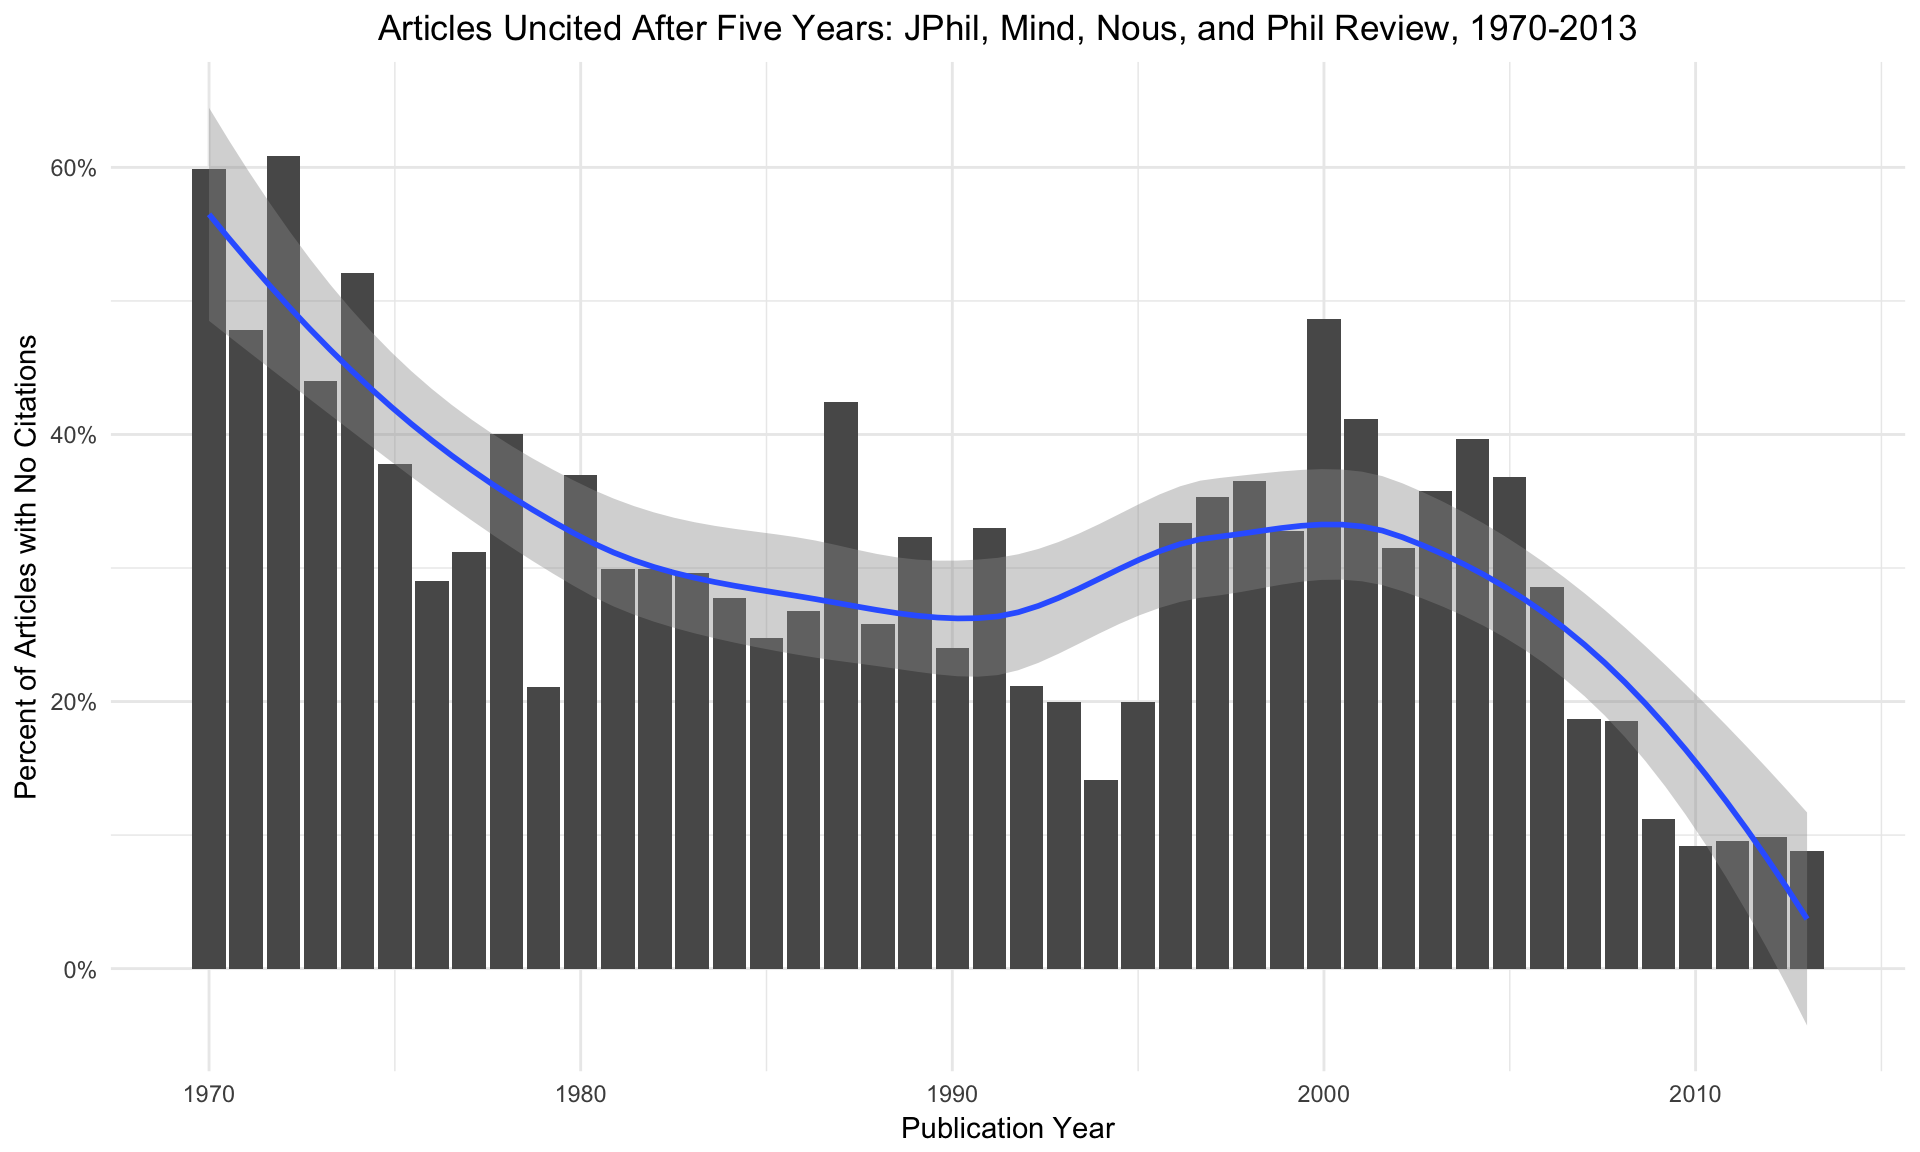 Articles Uncited After Five Years: JPhil, Mind, Nous, and Phil Review, 1970-2013
Percent of Articles with No Citations
60%
40%
20%
0%
1970 1980 1990 2000 2010
Publication Year